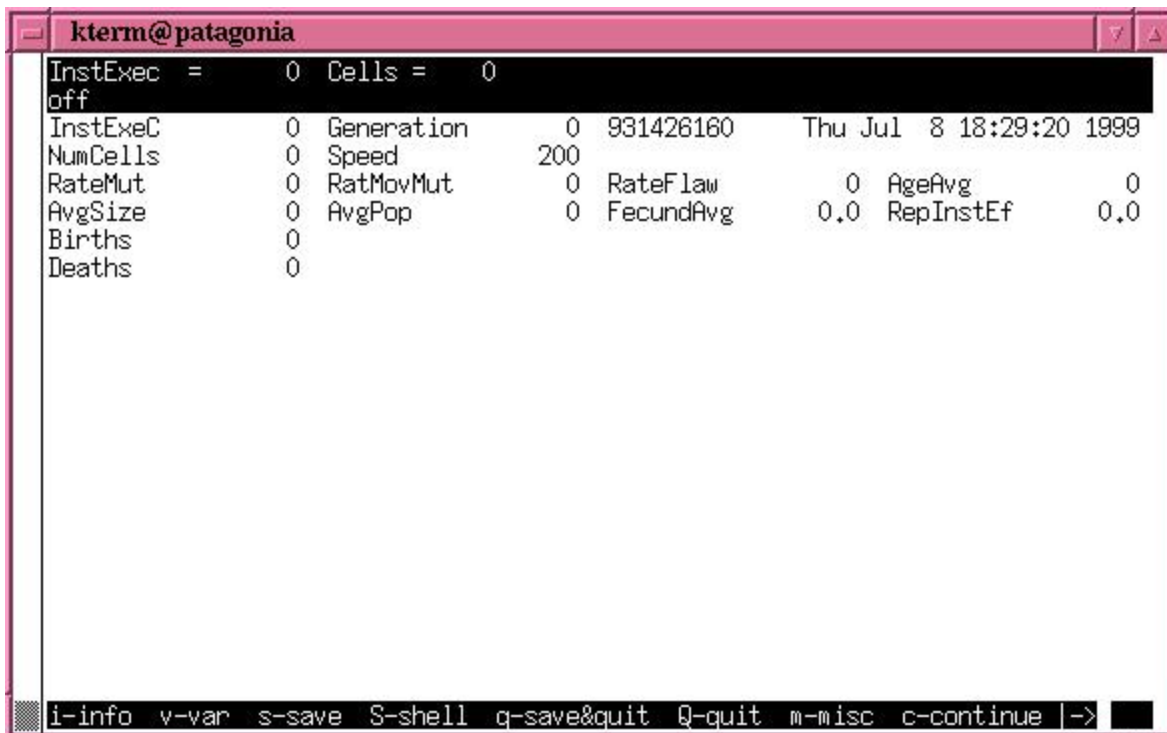 kterm@patagonia
InstExec = 0 Cells = 0
off
InstExeC 0 Generation 0 931426160 Thu Jul 8 18:29:20 1999
NumCells 0 Speed 200
RateMut 0 RatMovMut 0 RateFlaw 0 AgeAvg 0
AvgSize 0 AvgPop 0 FecundAvg 0.0 RepInstEf 0.0
Births 0
Deaths 0
i-info v-var s-save S-shell q-save&quit Q-quit m-misc c-continue |->